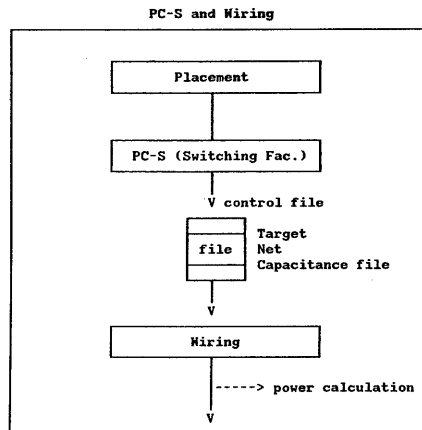 PC-S and Wiring
Placement
PC-S (Switching Fac.)
V control file
Target
file Net
Capacitance file
V
Wiring
----> power calculation
V